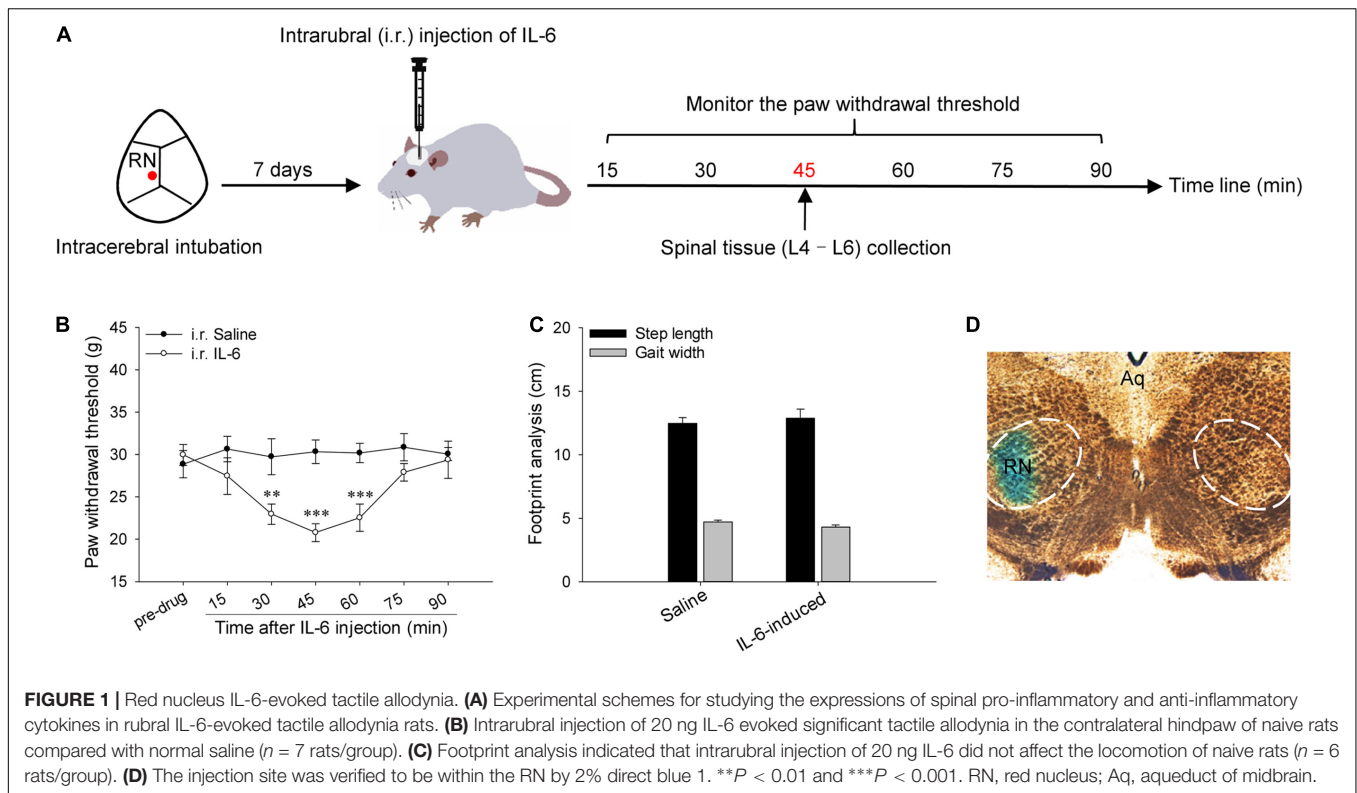 A
Intrarubral (i.r.) injection of IL-6
RN
7 days
Intracerebral intubation
Monitor the paw withdrawal threshold
15 30 45 60 75 90
Time line (min)
Spinal tissue (L4 – L6) collection
B
Paw withdrawal threshold (g)
45
40
35
30
25
20
15
i.r. Saline
i.r. IL-6
** *** ***
pre-drug 15 30 45 60 75 90
Time after IL-6 injection (min)
C
Footprint analysis (cm)
20
15
10
5
0
Step length
Gait width
Saline IL-6-induced
D
Aq
RN
FIGURE 1 | Red nucleus IL-6-evoked tactile allodynia. (A) Experimental schemes for studying the expressions of spinal pro-inflammatory and anti-inflammatory
cytokines in rubral IL-6-evoked tactile allodynia rats. (B) Intrarubral injection of 20 ng IL-6 evoked significant tactile allodynia in the contralateral hindpaw of naive rats
compared with normal saline (n = 7 rats/group). (C) Footprint analysis indicated that intrarubral injection of 20 ng IL-6 did not affect the locomotion of naive rats (n = 6
rats/group). (D) The injection site was verified to be within the RN by 2% direct blue 1. **P < 0.01 and ***P < 0.001. RN, red nucleus; Aq, aqueduct of midbrain.